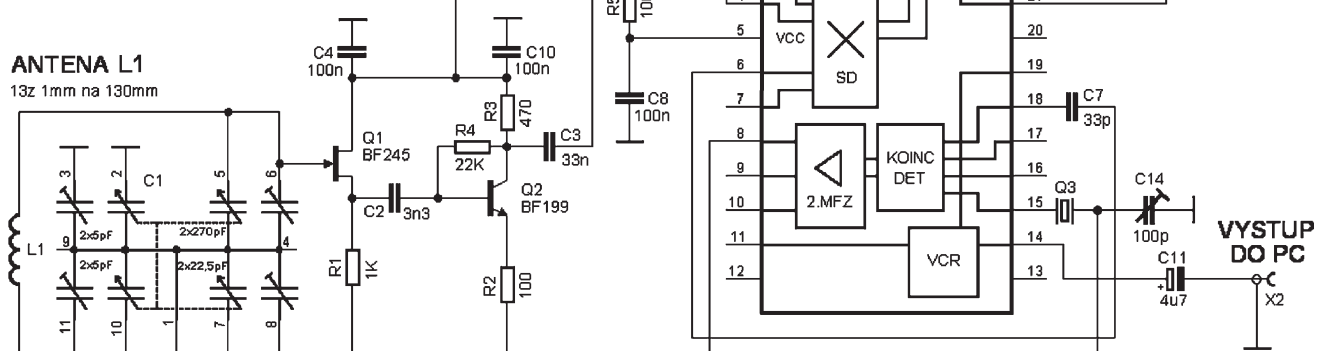 ANTENA L1
13z 1mm na 130mm
C4
100n
C10
100n
R3
470
R4
22K
C3
33n
Q1
BF245
Q2
BF199
C2
3n3
R1
1K
R2
100
L1
C1
3
2
5
6
2x5pF
2x270pF
9
4
2x5pF
2x22,5pF
11
10
1
7
8
C8
100n
5
6
7
8
9
10
11
12
VCC
SD
2.MFZ
KOINC
DET
VCR
20
19
18
17
16
15
14
13
C7
33p
Q3
C14
100p
C11
+
4u7
VYSTUP
DO PC
X2